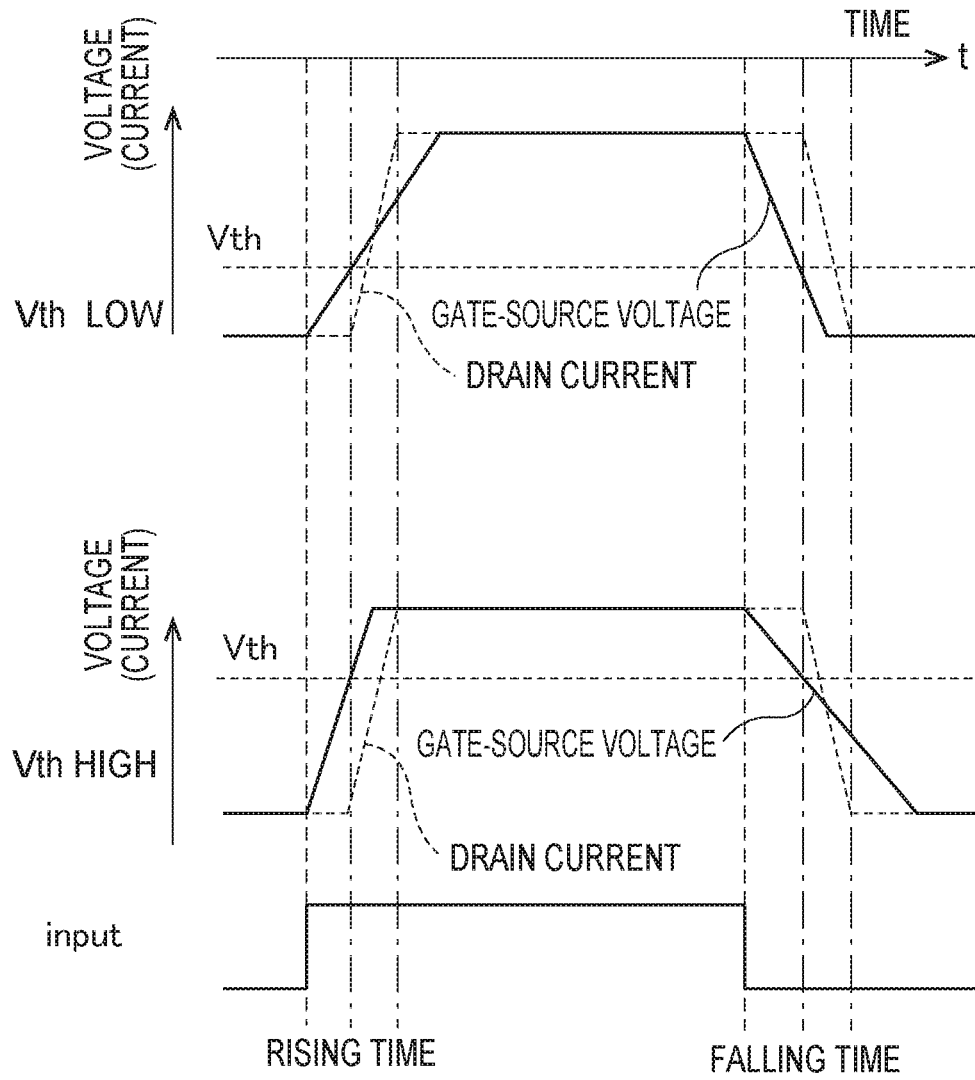 TIME
t
VOLTAGE
(CURRENT)
Vth
Vth LOW
GATE-SOURCE VOLTAGE
DRAIN CURRENT
VOLTAGE
(CURRENT)
Vth
Vth HIGH
GATE-SOURCE VOLTAGE
DRAIN CURRENT
input
RISING TIME
FALLING TIME